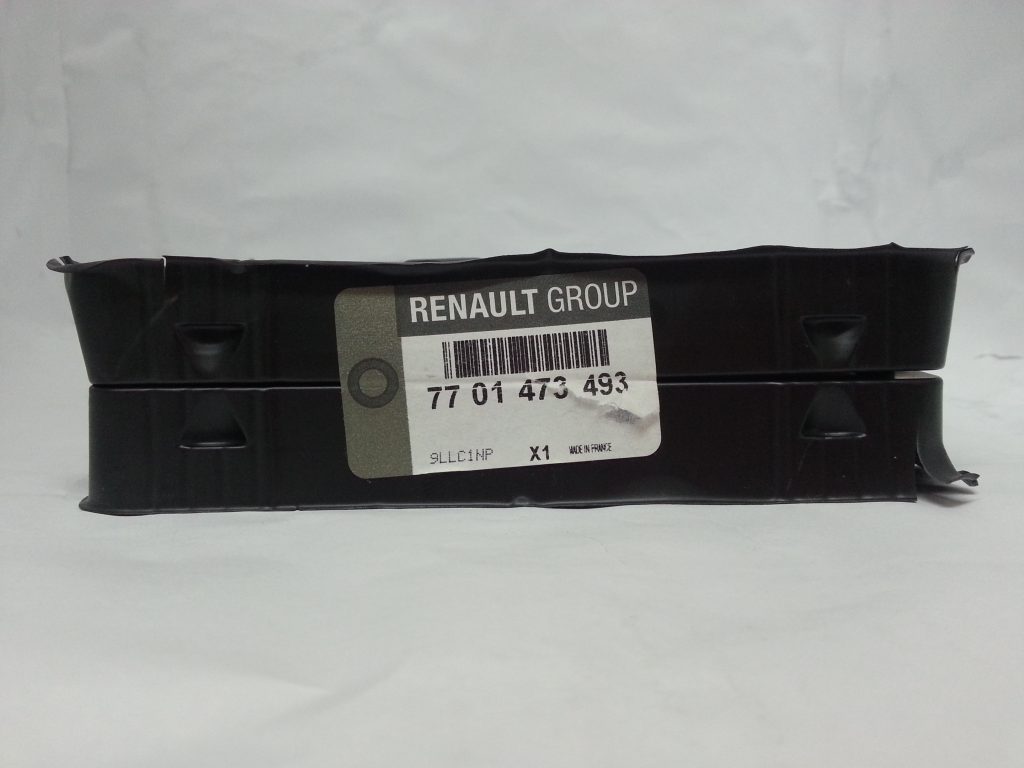 RENAULT GROUP
77 01 473 493
9LLC1NP X1 MADE IN FRANCE